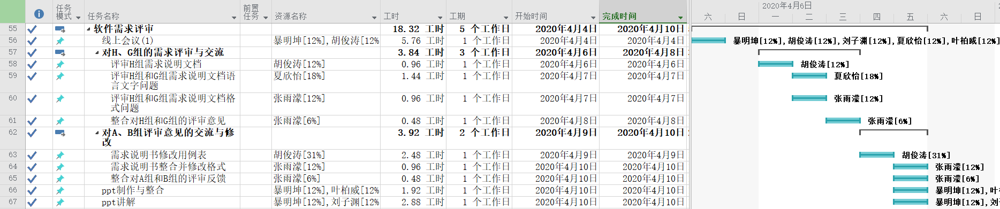 2020年4月6日
任务模式 任务名称 前置任务 资源名称 工时 工期 开始时间 完成时间 六 日 一 二 三 四 五 六 日
55 软件需求评审 18.32 工时 5 个工作日 2020年4月4日 2020年4月10日
56 线上会议(1) 暴明坤[12%],胡俊涛[12% 5.76 工时 1 个工作日 2020年4月4日 2020年4月4日 暴明坤[12%],胡俊涛[12%],刘子渊[12%],夏欣怡[12%],叶柏威[12%]
57 对H、G组的需求评审与交流 3.84 工时 3 个工作日 2020年4月6日 2020年4月8日
58 评审H组需求说明文档 胡俊涛[12%] 0.96 工时 1 个工作日 2020年4月6日 2020年4月6日 胡俊涛[12%]
59 评审H组和G组需求说明文档语 夏欣怡[18%] 1.44 工时 1 个工作日 2020年4月7日 2020年4月7日 夏欣怡[18%]
言文字问题
60 评审H组和G组需求说明文档格 张雨濛[12%] 0.96 工时 1 个工作日 2020年4月7日 2020年4月7日 张雨濛[12%]
式问题
61 整合对H组和G组的评审意见 张雨濛[6%] 0.48 工时 1 个工作日 2020年4月8日 2020年4月8日 张雨濛[6%]
62 对A、B组评审意见的交流与修 3.92 工时 2 个工作日 2020年4月9日 2020年4月10日
改
63 需求说明书修改用例表 胡俊涛[31%] 2.48 工时 1 个工作日 2020年4月9日 2020年4月9日 胡俊涛[31%]
64 需求说明书整合并修改格式 张雨濛[12%] 0.96 工时 1 个工作日 2020年4月10日 2020年4月10日 张雨濛[12%]
65 整合对A组和B组的评审反馈 张雨濛[6%] 0.48 工时 1 个工作日 2020年4月10日 2020年4月10日 张雨濛[6%]
66 ppt制作与整合 暴明坤[12%],叶柏威[12% 1.92 工时 1 个工作日 2020年4月10日 2020年4月10日 暴明坤[12%],叶
67 ppt讲解 暴明坤[12%],刘子渊[12% 2.88 工时 1 个工作日 2020年4月10日 2020年4月10日 暴明坤[12%],刘子